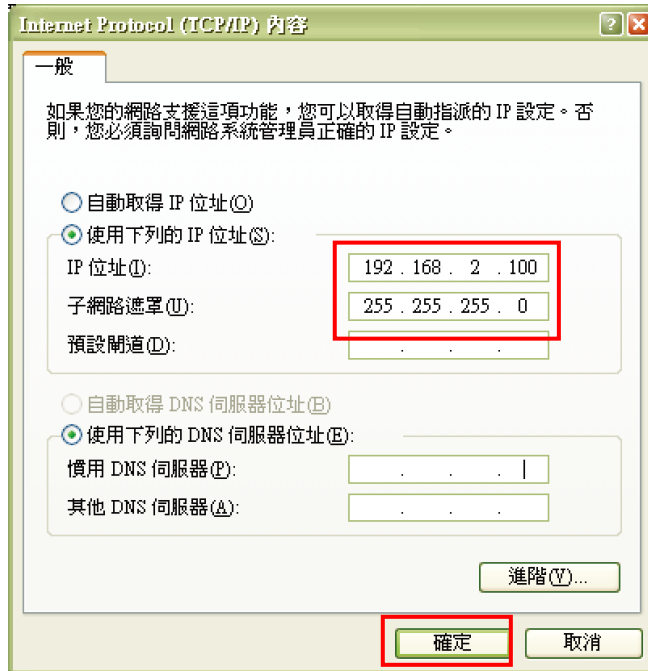 Internet Protocol (TCP/IP) 內容
一般
如果您的網路支援這項功能，您可以取得自動指派的 IP 設定。否
則，您必須詢問網路系統管理員正確的 IP 設定。
自動取得 IP 位址(O)
使用下列的 IP 位址(S):
IP 位址(I): 192 . 168 . 2 . 100
子網路遮罩(U): 255 . 255 . 255 . 0
預設閘道(D): . . .
自動取得 DNS 伺服器位址(B)
使用下列的 DNS 伺服器位址(E):
慣用 DNS 伺服器(P): . . .
其他 DNS 伺服器(A): . . .
進階(V)...
確定 取消